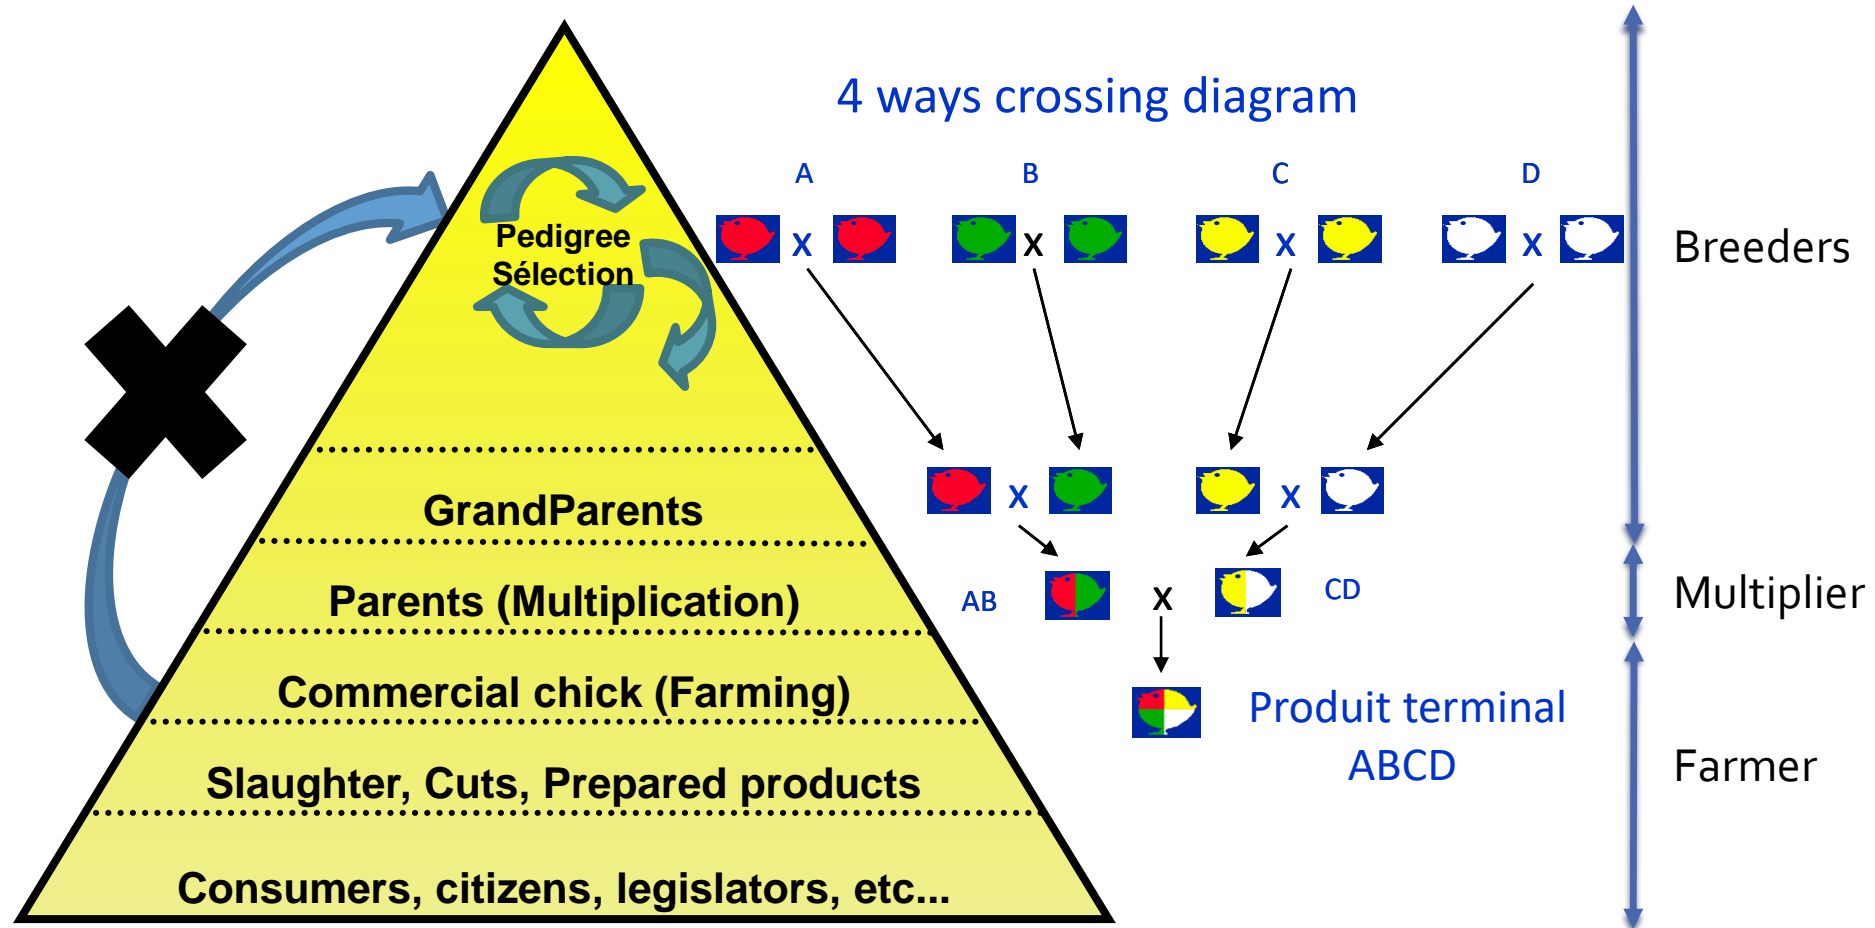 4 ways crossing diagram
A
B
C
D
Pedigree
Sélection
X
X
X
X
Breeders
GrandParents
X
X
Parents (Multiplication)
AB
X
CD
Multiplier
Commercial chick (Farming)
Produit terminal
ABCD
Slaughter, Cuts, Prepared products
Farmer
Consumers, citizens, legislators, etc...